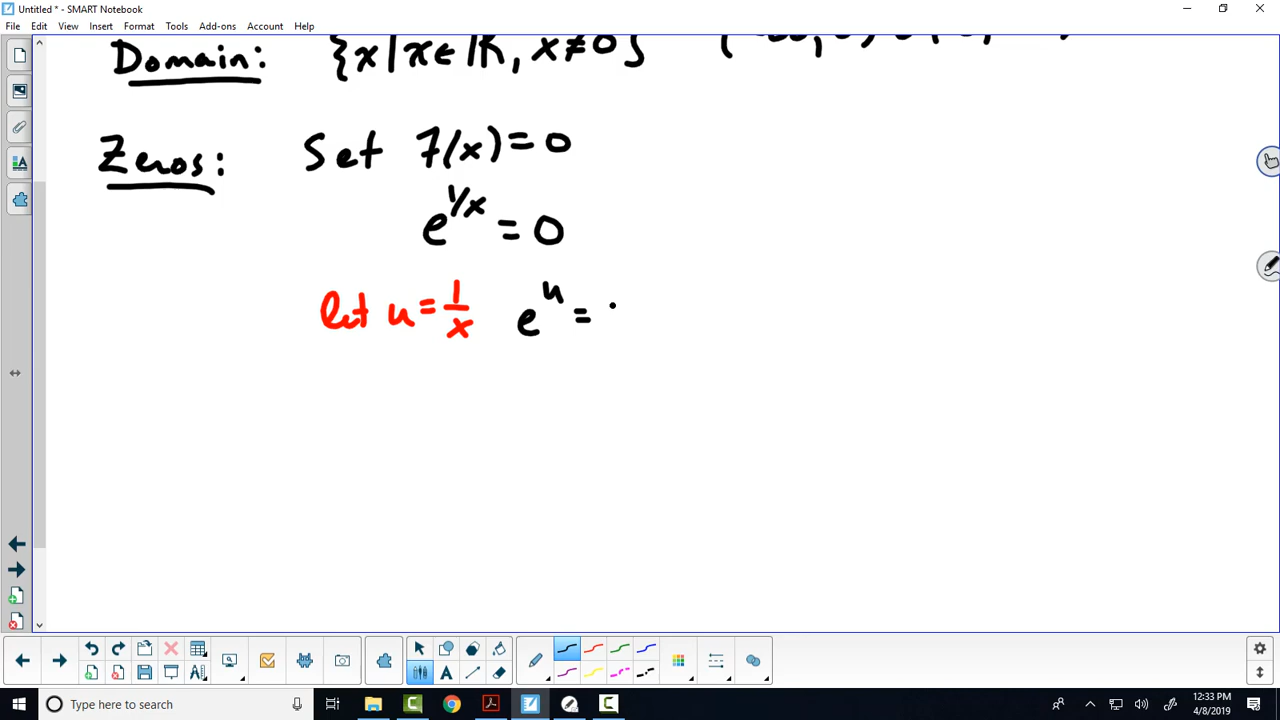 Untitled * - SMART Notebook
File Edit View Insert Format Tools Add-ons Account Help
Domain: {x|x∈ℝ, x≠0}
Zeros: Set f(x)=0
e^{1/x} = 0
let u = 1/x e^u =
Type here to search
12:33 PM
4/8/2019